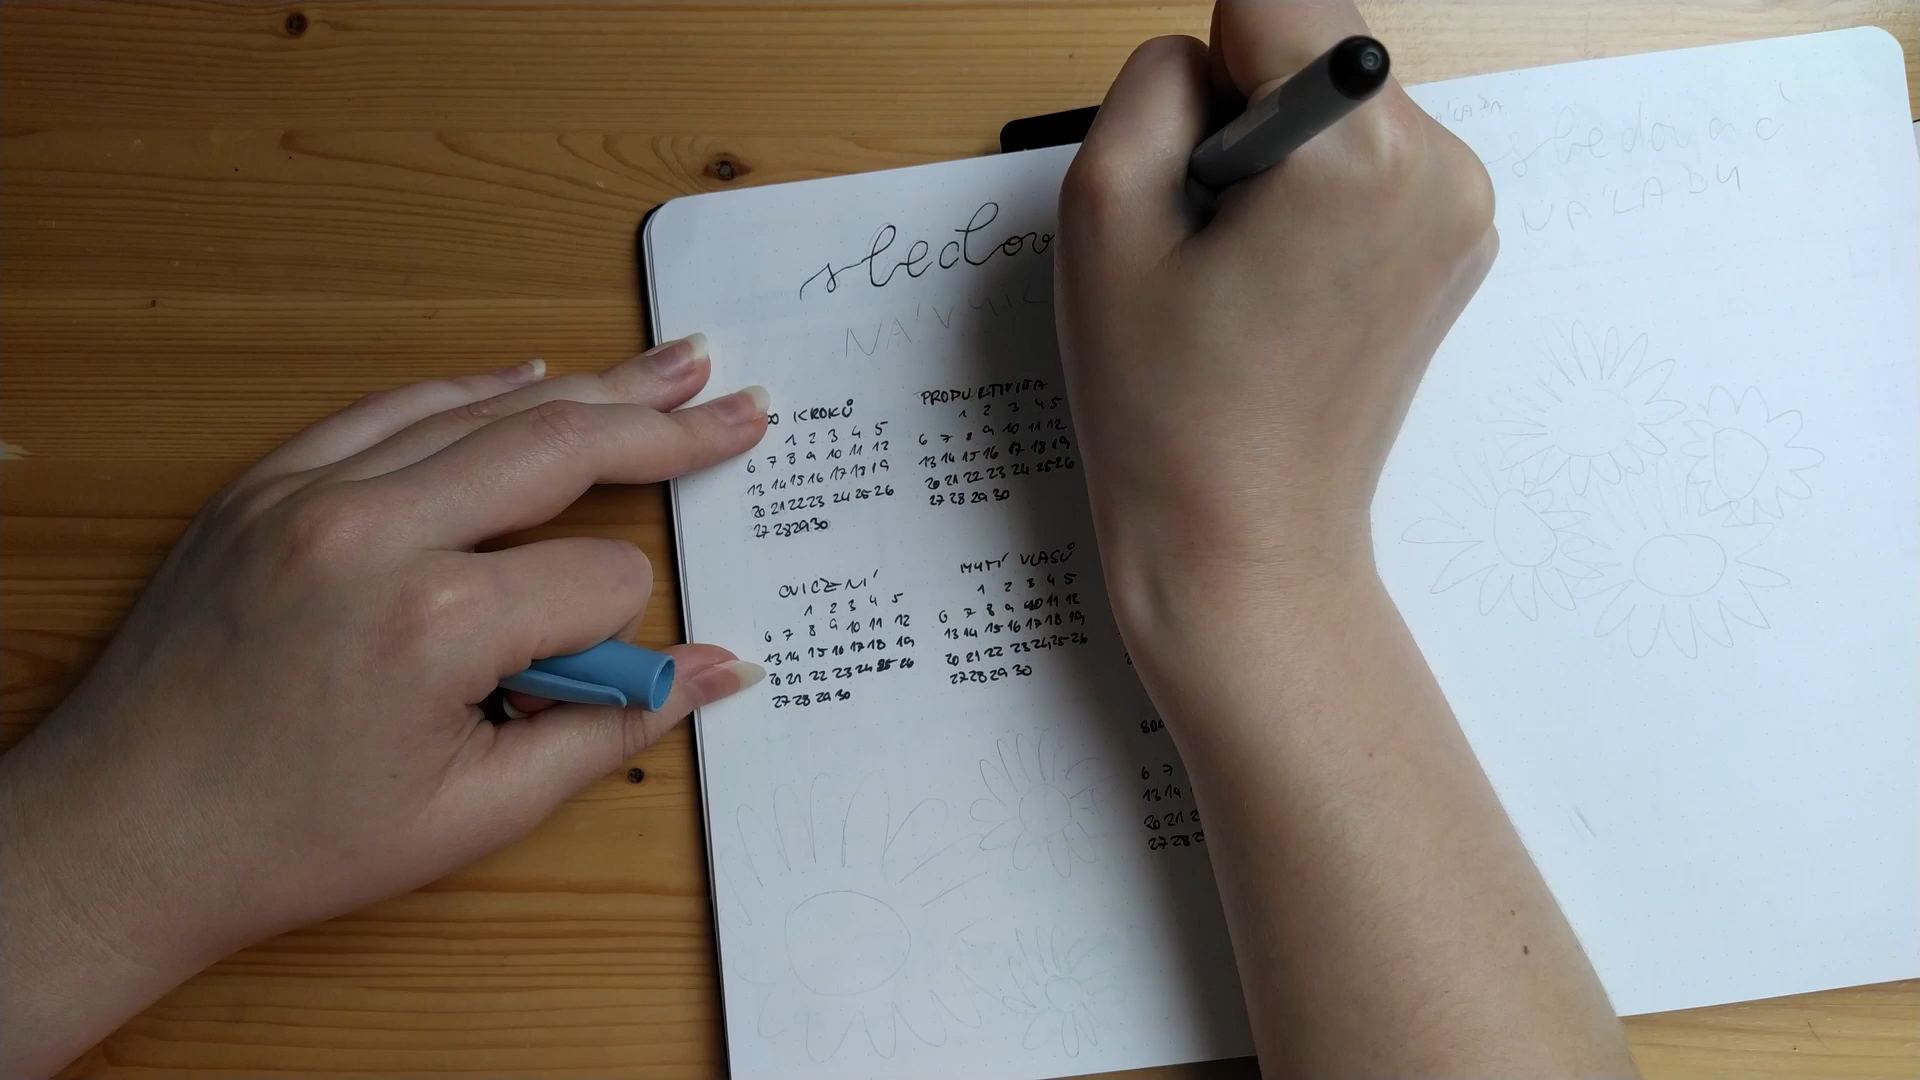 sledov
NÁVYK
KROKŮ
1 2 3 4 5
6 7 8 9 10 11 12
13 14 15 16 17 18 19
20 21 22 23 24 25 26
27 28 29 30
PRODUKTIVITA
1 2 3 4 5
6 7 8 9 10 11 12
13 14 15 16 17 18 19
20 21 22 23 24 25 26
27 28 29 30
CVIČENÍ
1 2 3 4 5
6 7 8 9 10 11 12
13 14 15 16 17 18 19
20 21 22 23 24 25 26
27 28 29 30
MYTÍ VLASŮ
1 2 3 4 5
6 7 8 9 10 11 12
13 14 15 16 17 18 19
20 21 22 23 24 25 26
27 28 29 30
6 7
13 14
20 21 2
27 28 2
sledovač
NÁLADY